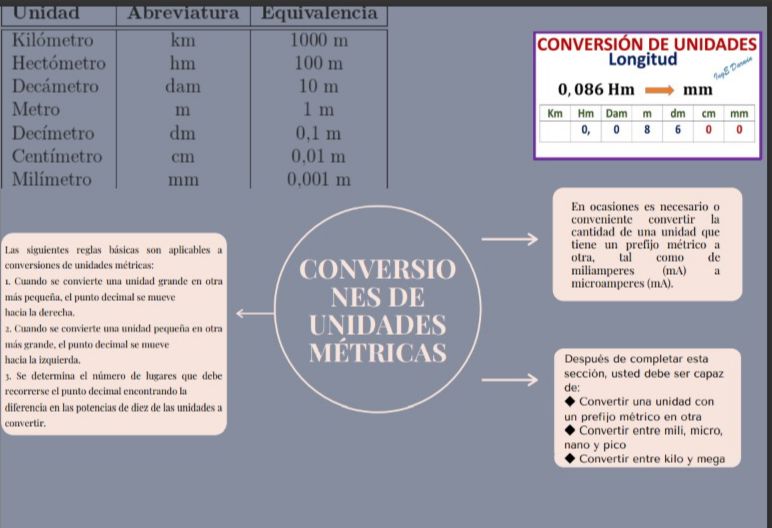 Unidad Abreviatura Equivalencia
Kilómetro km 1000 m
Hectómetro hm 100 m
Decámetro dam 10 m
Metro m 1 m
Decímetro dm 0,1 m
Centímetro cm 0,01 m
Milímetro mm 0,001 m
CONVERSIÓN DE UNIDADES
Longitud
IngE Darwin
0,086 Hm mm
Km Hm Dam m dm cm mm
0, 0 8 6 0 0
Las siguientes reglas básicas son aplicables a
conversiones de unidades métricas:
1. Cuando se convierte una unidad grande en otra
más pequeña, el punto decimal se mueve
hacia la derecha.
2. Cuando se convierte una unidad pequeña en otra
más grande, el punto decimal se mueve
hacia la izquierda.
3. Se determina el número de lugares que debe
recorrerse el punto decimal encontrando la
diferencia en las potencias de diez de las unidades a
convertir.
CONVERSIO
NES DE
UNIDADES
MÉTRICAS
En ocasiones es necesario o
conveniente convertir la
cantidad de una unidad que
tiene un prefijo métrico a
otra, tal como de
miliamperes (mA) a
microamperes (mA).
Después de completar esta
sección, usted debe ser capaz
de:
◆ Convertir una unidad con
un prefijo métrico en otra
◆ Convertir entre mili, micro,
nano y pico
◆ Convertir entre kilo y mega